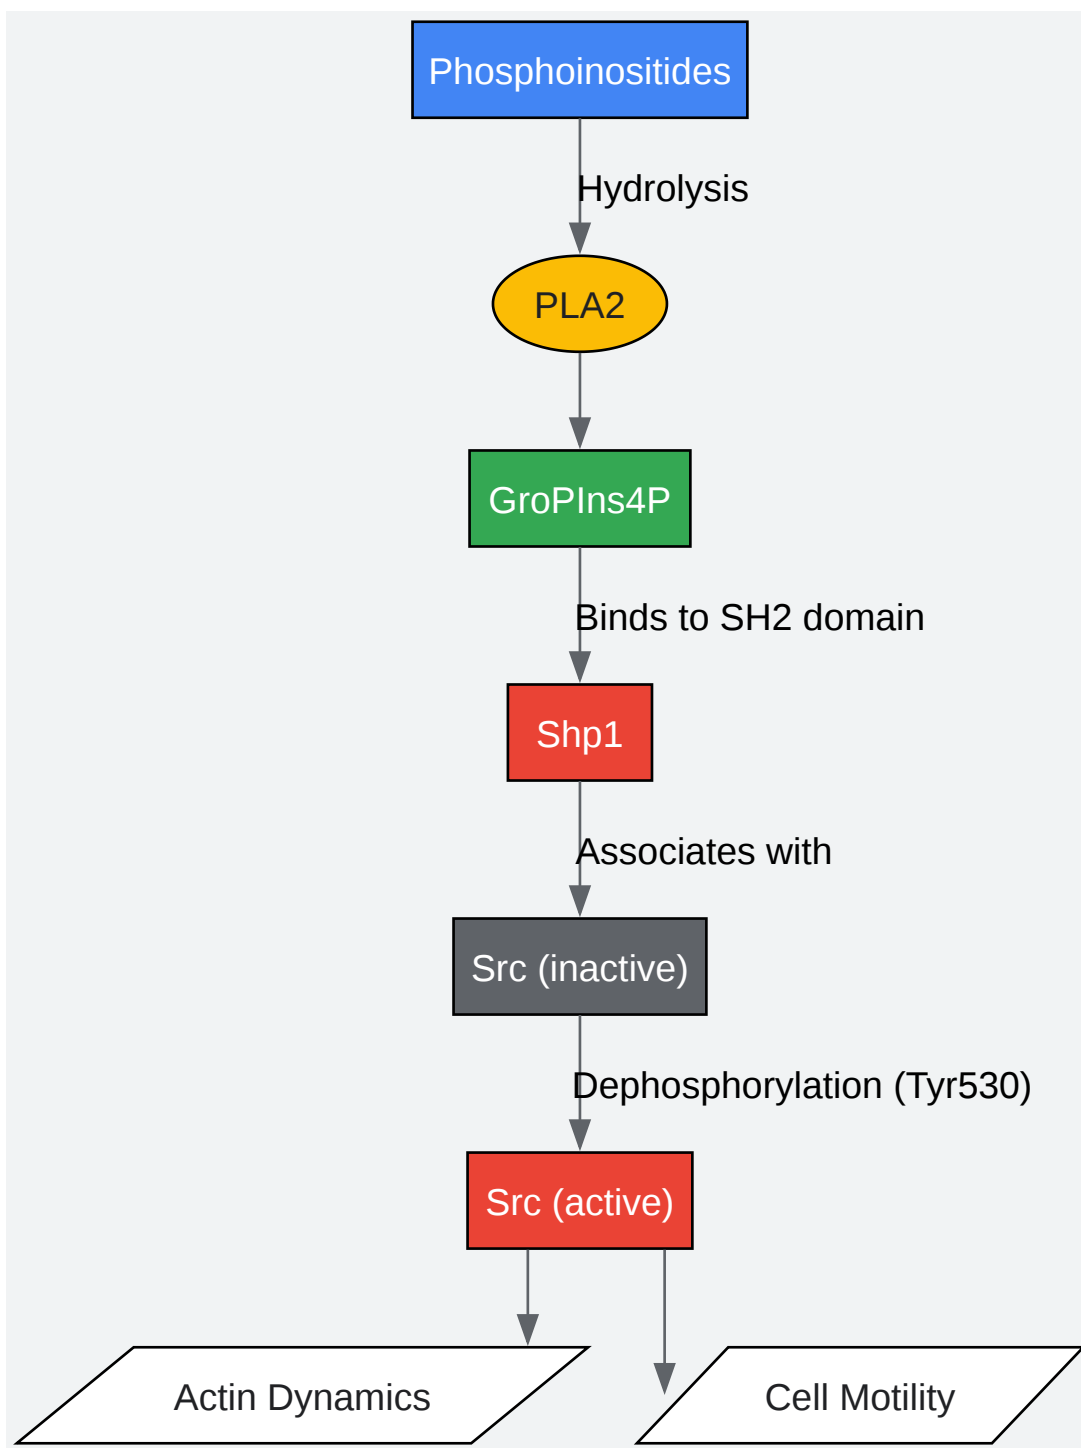 Phosphoinositides
Hydrolysis
PLA2
GroPIns4P
Binds to SH2 domain
Shp1
Associates with
Src (inactive)
Dephosphorylation (Tyr530)
Src (active)
Actin Dynamics
Cell Motility